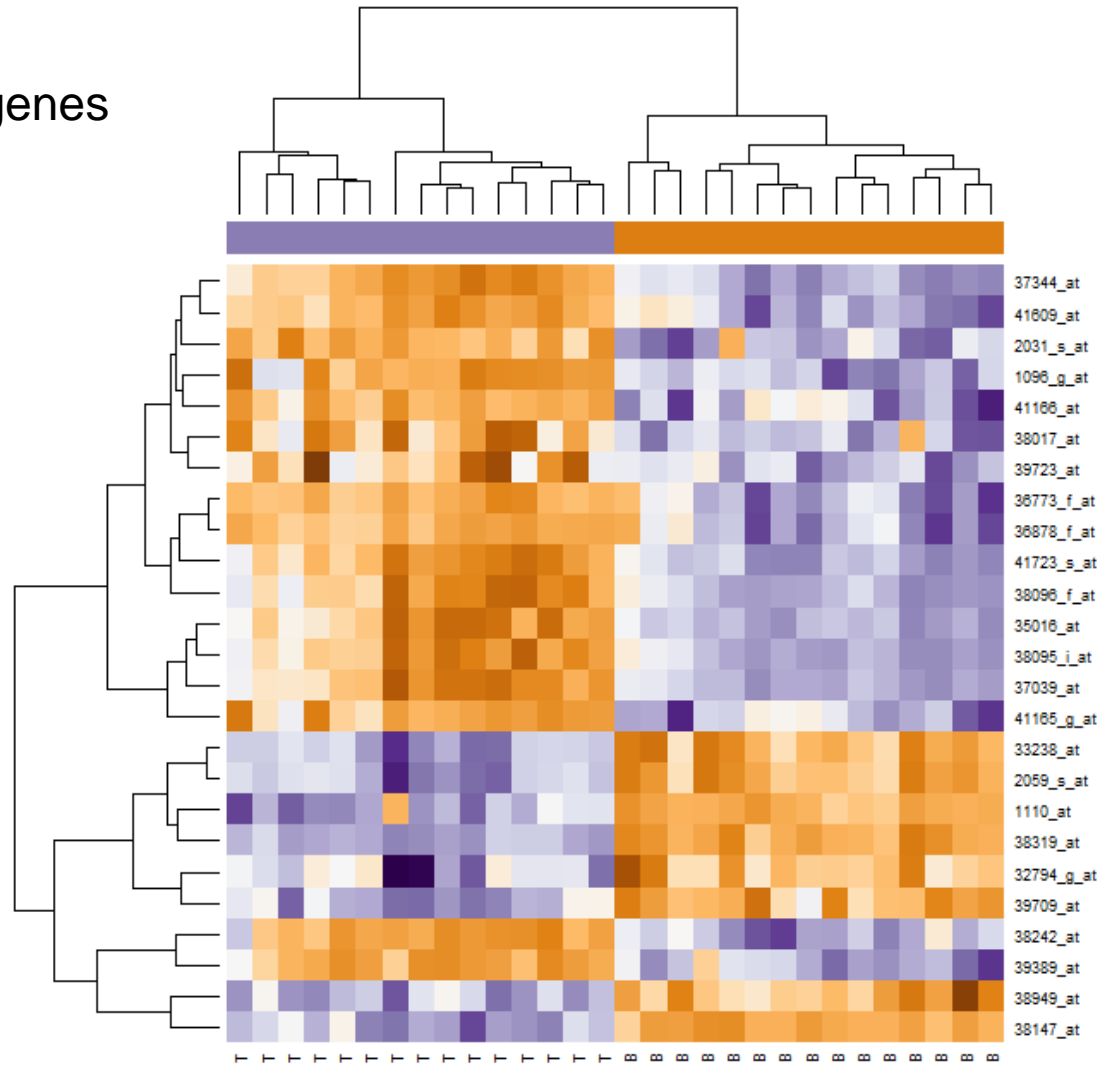 genes
37344_at
41609_at
2031_s_at
1096_g_at
41166_at
38017_at
39723_at
36773_f_at
36878_f_at
41723_s_at
38096_f_at
35016_at
38095_i_at
37039_at
41165_g_at
33238_at
2059_s_at
1110_at
38319_at
32794_g_at
39709_at
38242_at
39389_at
38949_at
38147_at
T T T T T T T T T T T T T T T B B B B B B B B B B B B B B B